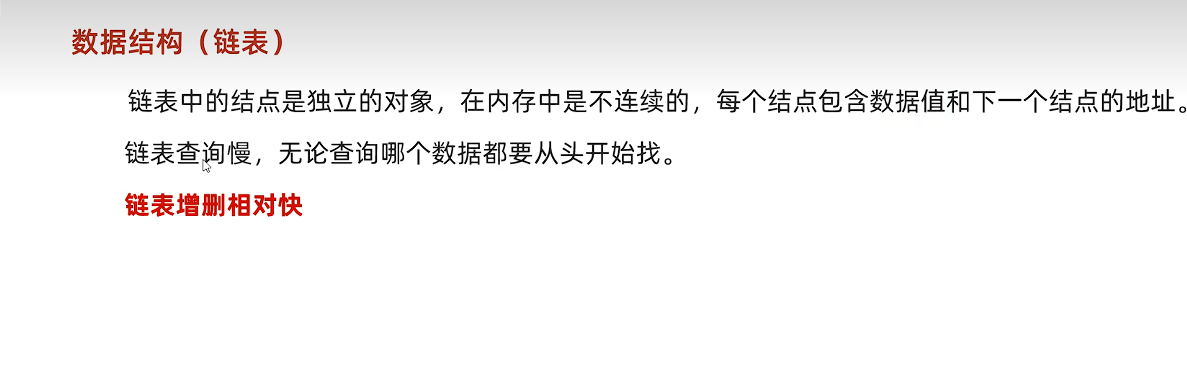 数据结构（链表）
链表中的结点是独立的对象，在内存中是不连续的，每个结点包含数据值和下一个结点的地址。
链表查询慢，无论查询哪个数据都要从头开始找。
链表增删相对快